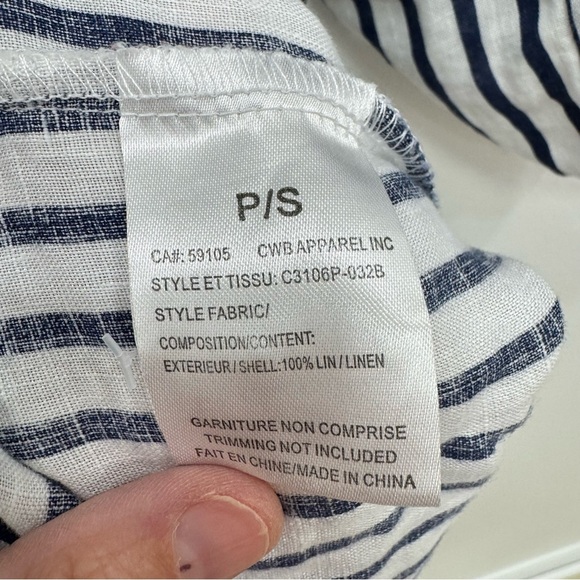 P/S
CA#: 59105 CWB APPAREL INC
STYLE ET TISSU: C3106P-032B
STYLE FABRIC/
COMPOSITION/CONTENT:
EXTERIEUR / SHELL:100% LIN / LINEN
GARNITURE NON COMPRISE
TRIMMING NOT INCLUDED
FAIT EN CHINE/MADE IN CHINA